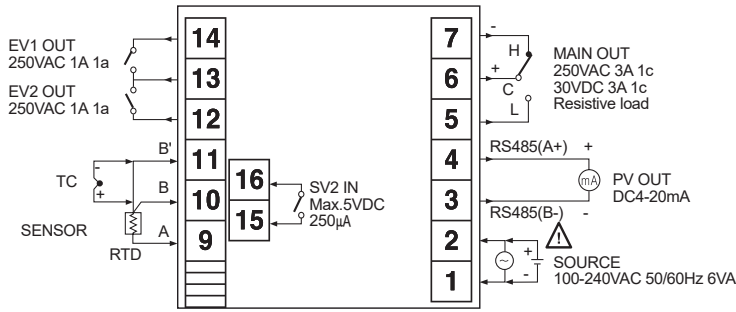 EV1 OUT
250VAC 1A 1a
EV2 OUT
250VAC 1A 1a
14
13
12
11
10
9
16
15
B'
B
A
-
TC
+
SENSOR
RTD
SV2 IN
Max.5VDC
250µA
7
6
5
4
3
2
1
-
H
+
C
L
MAIN OUT
250VAC 3A 1c
30VDC 3A 1c
Resistive load
RS485(A+) +
mA
PV OUT
DC4-20mA
RS485(B-) -
!
~
+
-
SOURCE
100-240VAC 50/60Hz 6VA